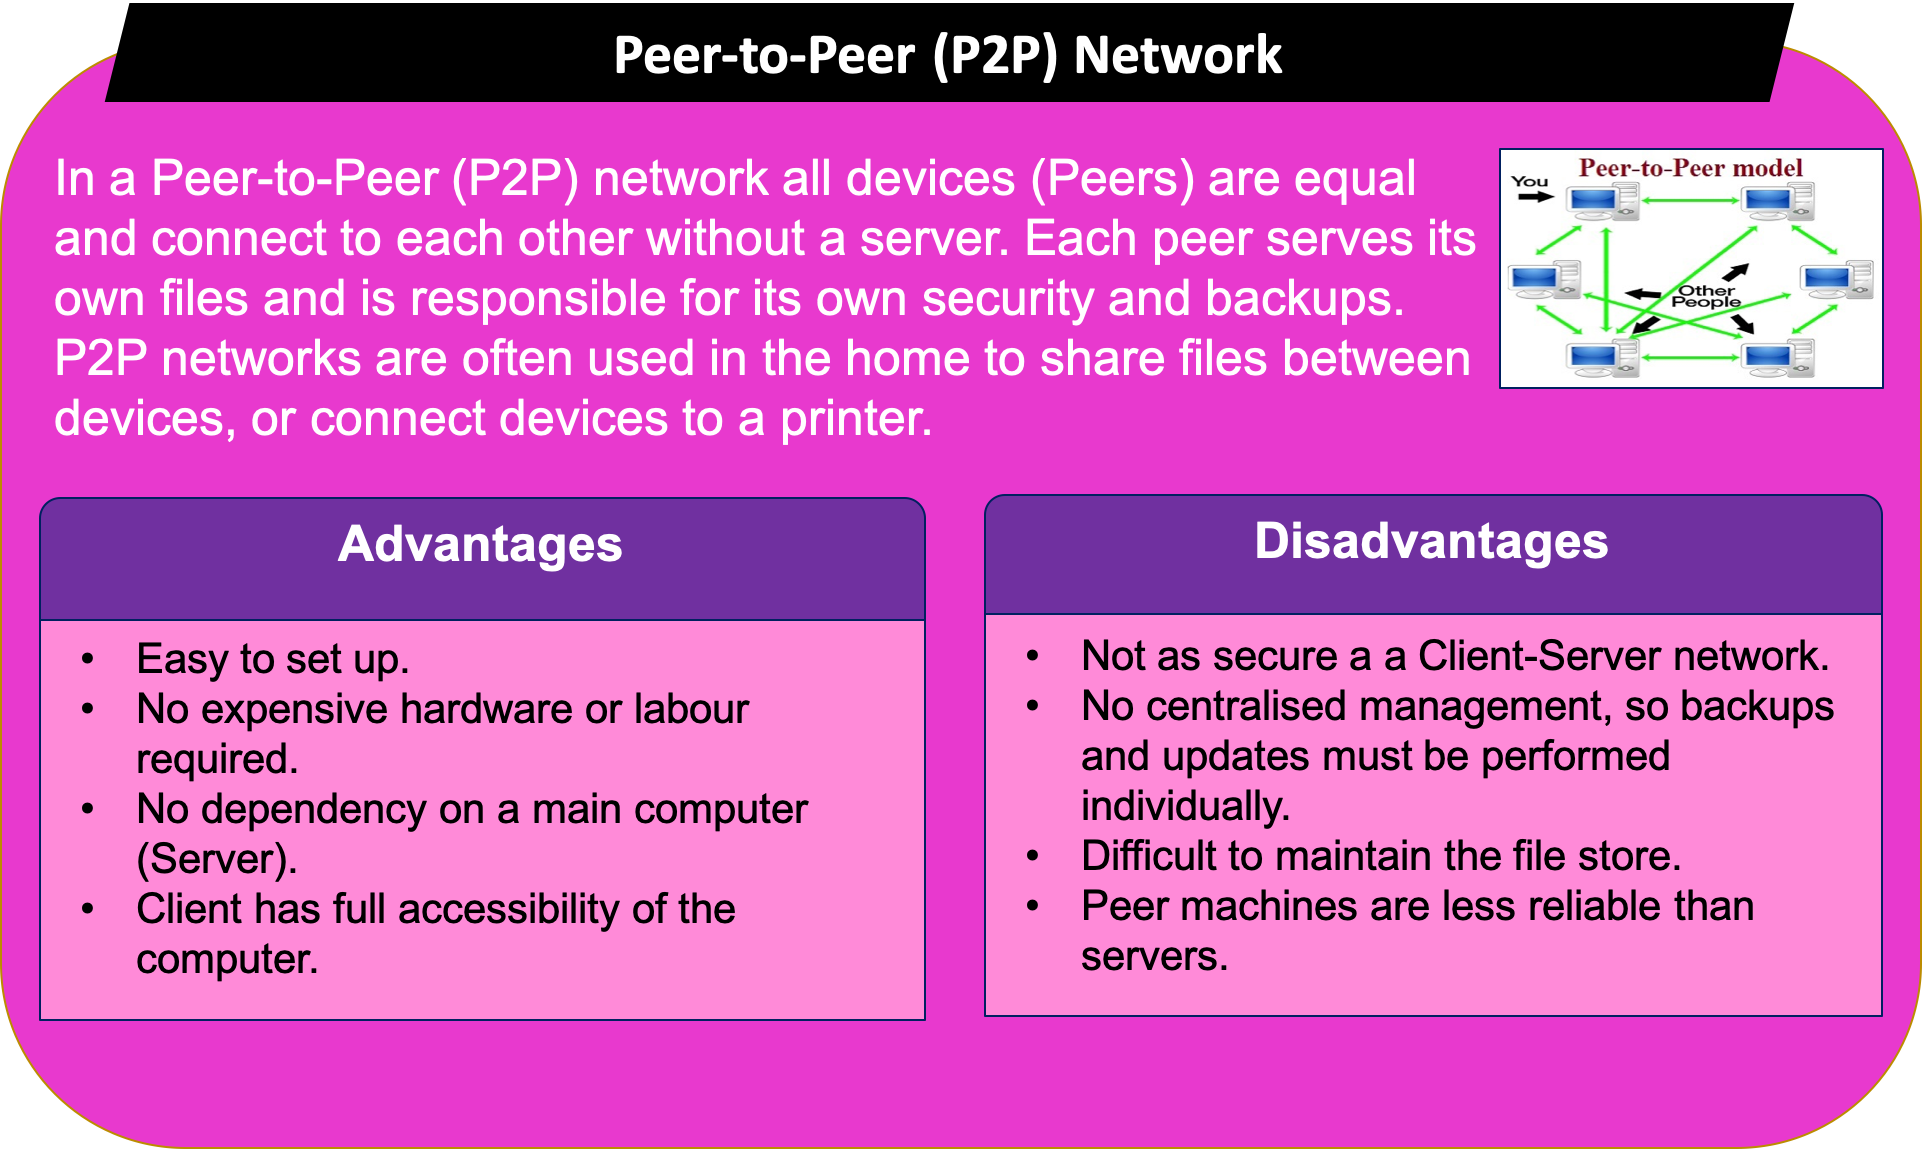 Peer-to-Peer (P2P) Network
In a Peer-to-Peer (P2P) network all devices (Peers) are equal
and connect to each other without a server. Each peer serves its
own files and is responsible for its own security and backups.
P2P networks are often used in the home to share files between
devices, or connect devices to a printer.
Peer-to-Peer model
You
Other
People
Advantages
• Easy to set up.
• No expensive hardware or labour
required.
• No dependency on a main computer
(Server).
• Client has full accessibility of the
computer.
Disadvantages
• Not as secure a a Client-Server network.
• No centralised management, so backups
and updates must be performed
individually.
• Difficult to maintain the file store.
• Peer machines are less reliable than
servers.